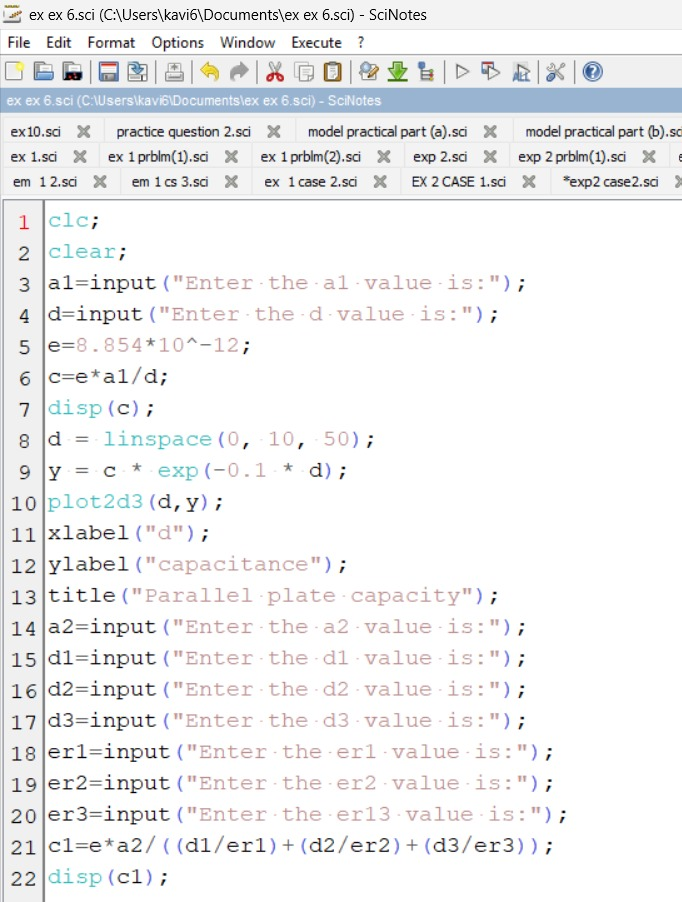 ex ex 6.sci (C:\Users\kavi6\Documents\ex ex 6.sci) - SciNotes
File Edit Format Options Window Execute ?
ex ex 6.sci (C:\Users\kavi6\Documents\ex ex 6.sci) - SciNotes
ex10.sci practice question 2.sci model practical part (a).sci model practical part (b).sc
ex 1.sci ex 1 prblm(1).sci ex 1 prblm(2).sci exp 2.sci exp 2 prblm(1).sci
em 1 2.sci em 1 cs 3.sci ex 1 case 2.sci EX 2 CASE 1.sci *exp2 case2.sci
1 clc;
2 clear;
3 a1=input("Enter the a1 value is:");
4 d=input("Enter the d value is:");
5 e=8.854*10^-12;
6 c=e*a1/d;
7 disp(c);
8 d = linspace(0, 10, 50);
9 y = c * exp(-0.1 * d);
10 plot2d3(d,y);
11 xlabel("d");
12 ylabel("capacitance");
13 title("Parallel plate capacity");
14 a2=input("Enter the a2 value is:");
15 d1=input("Enter the d1 value is:");
16 d2=input("Enter the d2 value is:");
17 d3=input("Enter the d3 value is:");
18 er1=input("Enter the er1 value is:");
19 er2=input("Enter the er2 value is:");
20 er3=input("Enter the er13 value is:");
21 c1=e*a2/((d1/er1)+(d2/er2)+(d3/er3));
22 disp(c1);